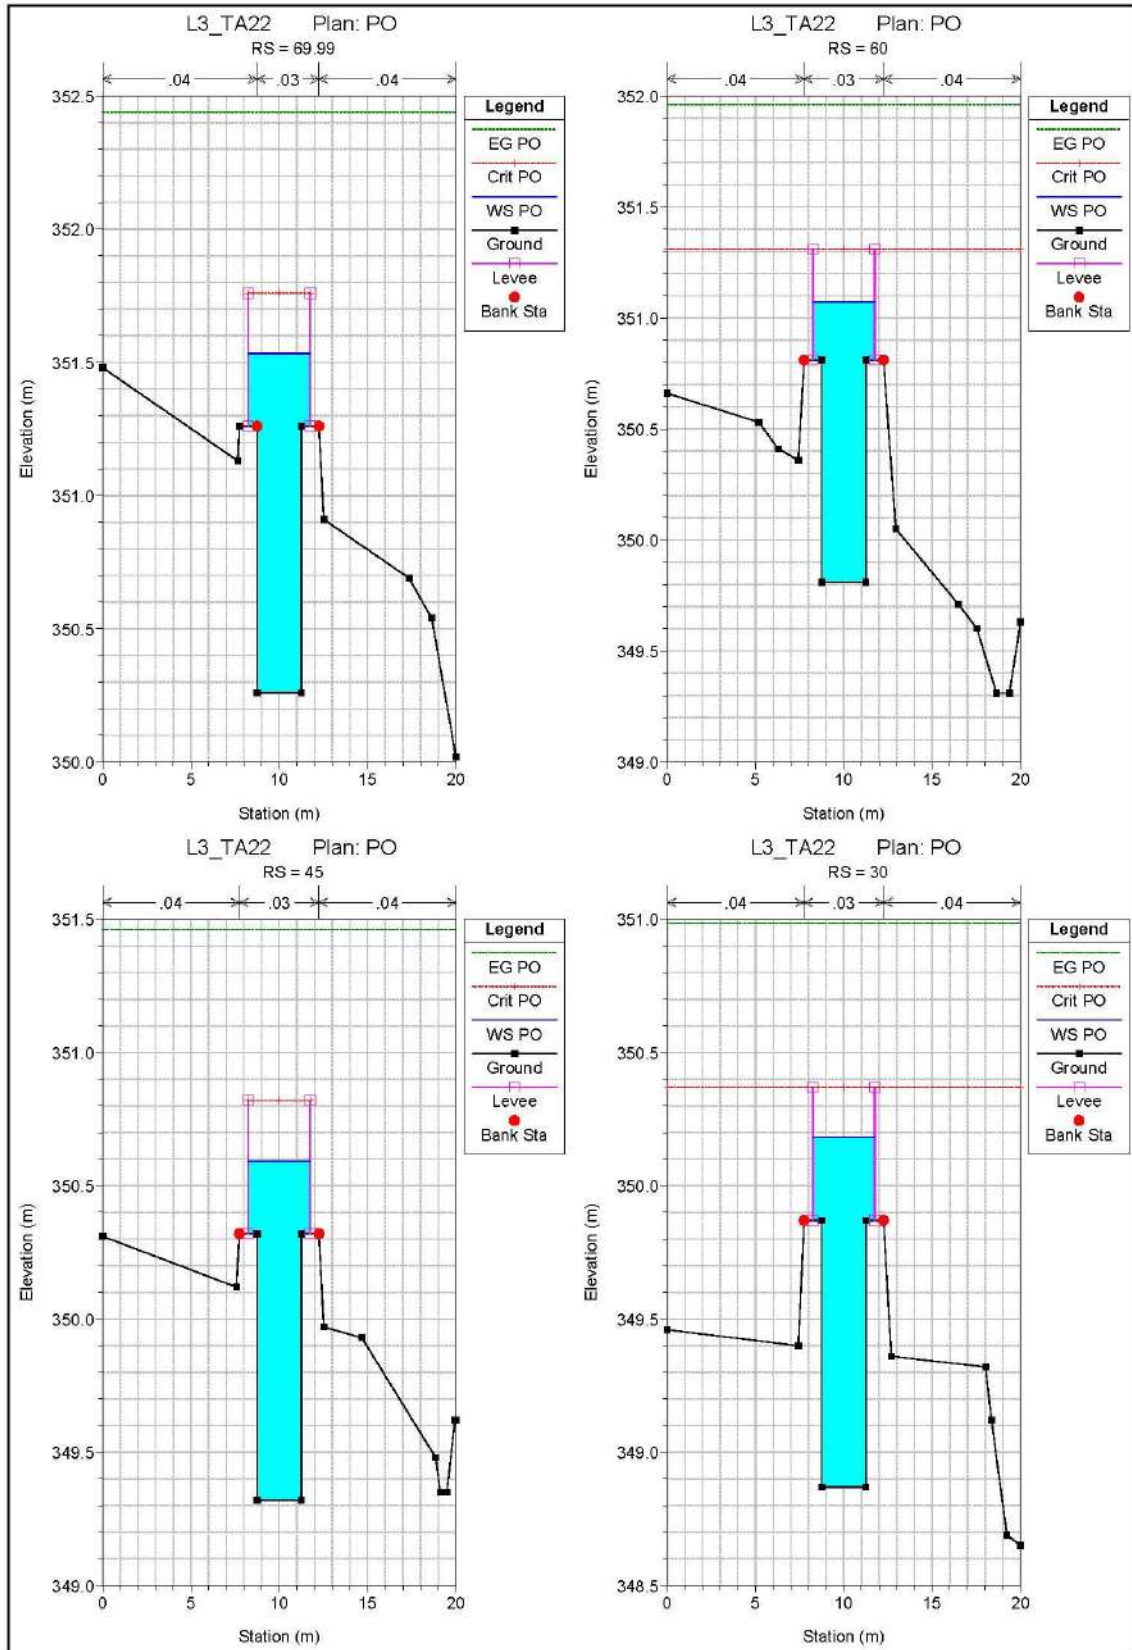 L3_TA22 Plan: PO
RS = 69.99
.04 .03 .04
352.5
352.0
351.5
351.0
350.5
350.0
Elevation (m)
0 5 10 15 20
Station (m)
Legend
EG PO
Crit PO
WS PO
Ground
Levee
Bank Sta
L3_TA22 Plan: PO
RS = 60
.04 .03 .04
352.0
351.5
351.0
350.5
350.0
349.5
349.0
Elevation (m)
0 5 10 15 20
Station (m)
Legend
EG PO
Crit PO
WS PO
Ground
Levee
Bank Sta
L3_TA22 Plan: PO
RS = 45
.04 .03 .04
351.5
351.0
350.5
350.0
349.5
349.0
Elevation (m)
0 5 10 15 20
Station (m)
Legend
EG PO
Crit PO
WS PO
Ground
Levee
Bank Sta
L3_TA22 Plan: PO
RS = 30
.04 .03 .04
351.0
350.5
350.0
349.5
349.0
348.5
Elevation (m)
0 5 10 15 20
Station (m)
Legend
EG PO
Crit PO
WS PO
Ground
Levee
Bank Sta